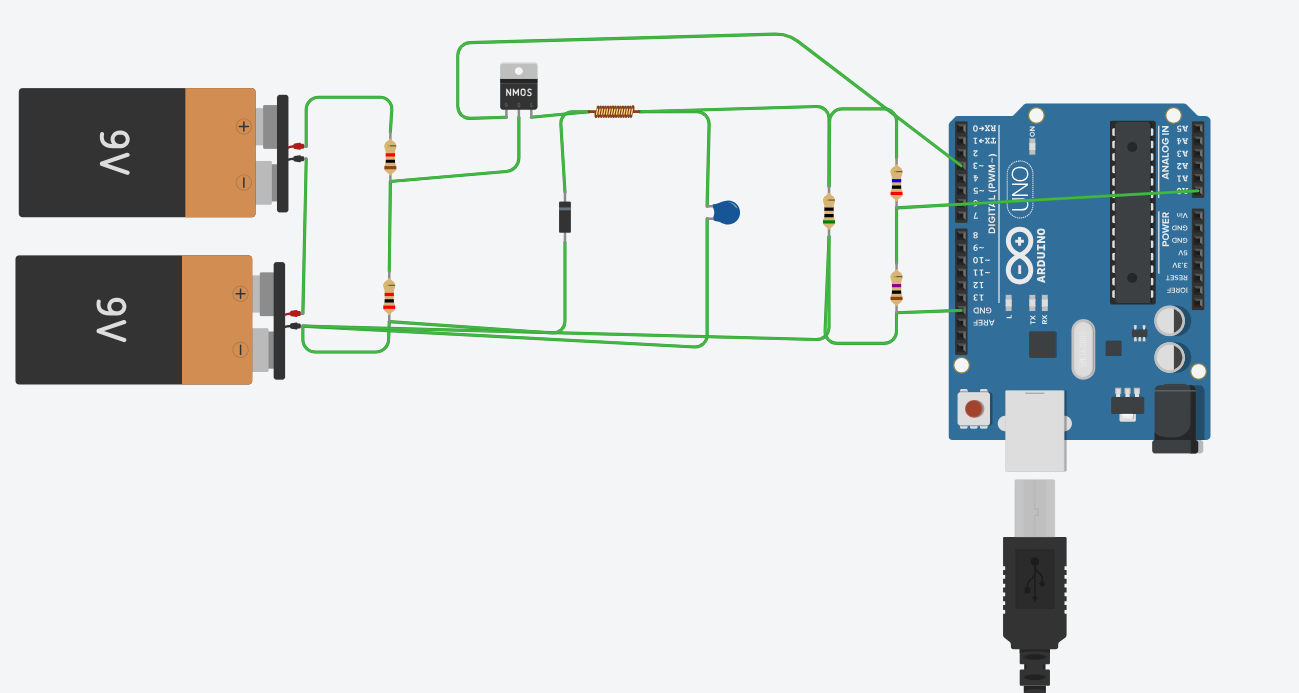 9V
9V
NMOS
RX←0
TX→1
2
~3
4
~5
6
7
DIGITAL (PWM~)
8
~9
~10
~11
12
13
GND
AREF
ON
UNO
ARDUINO
L
TX
RX
ANALOG IN
A5
A4
A3
A2
A1
A0
POWER
Vin
GND
GND
5V
3.3V
RESET
IOREF